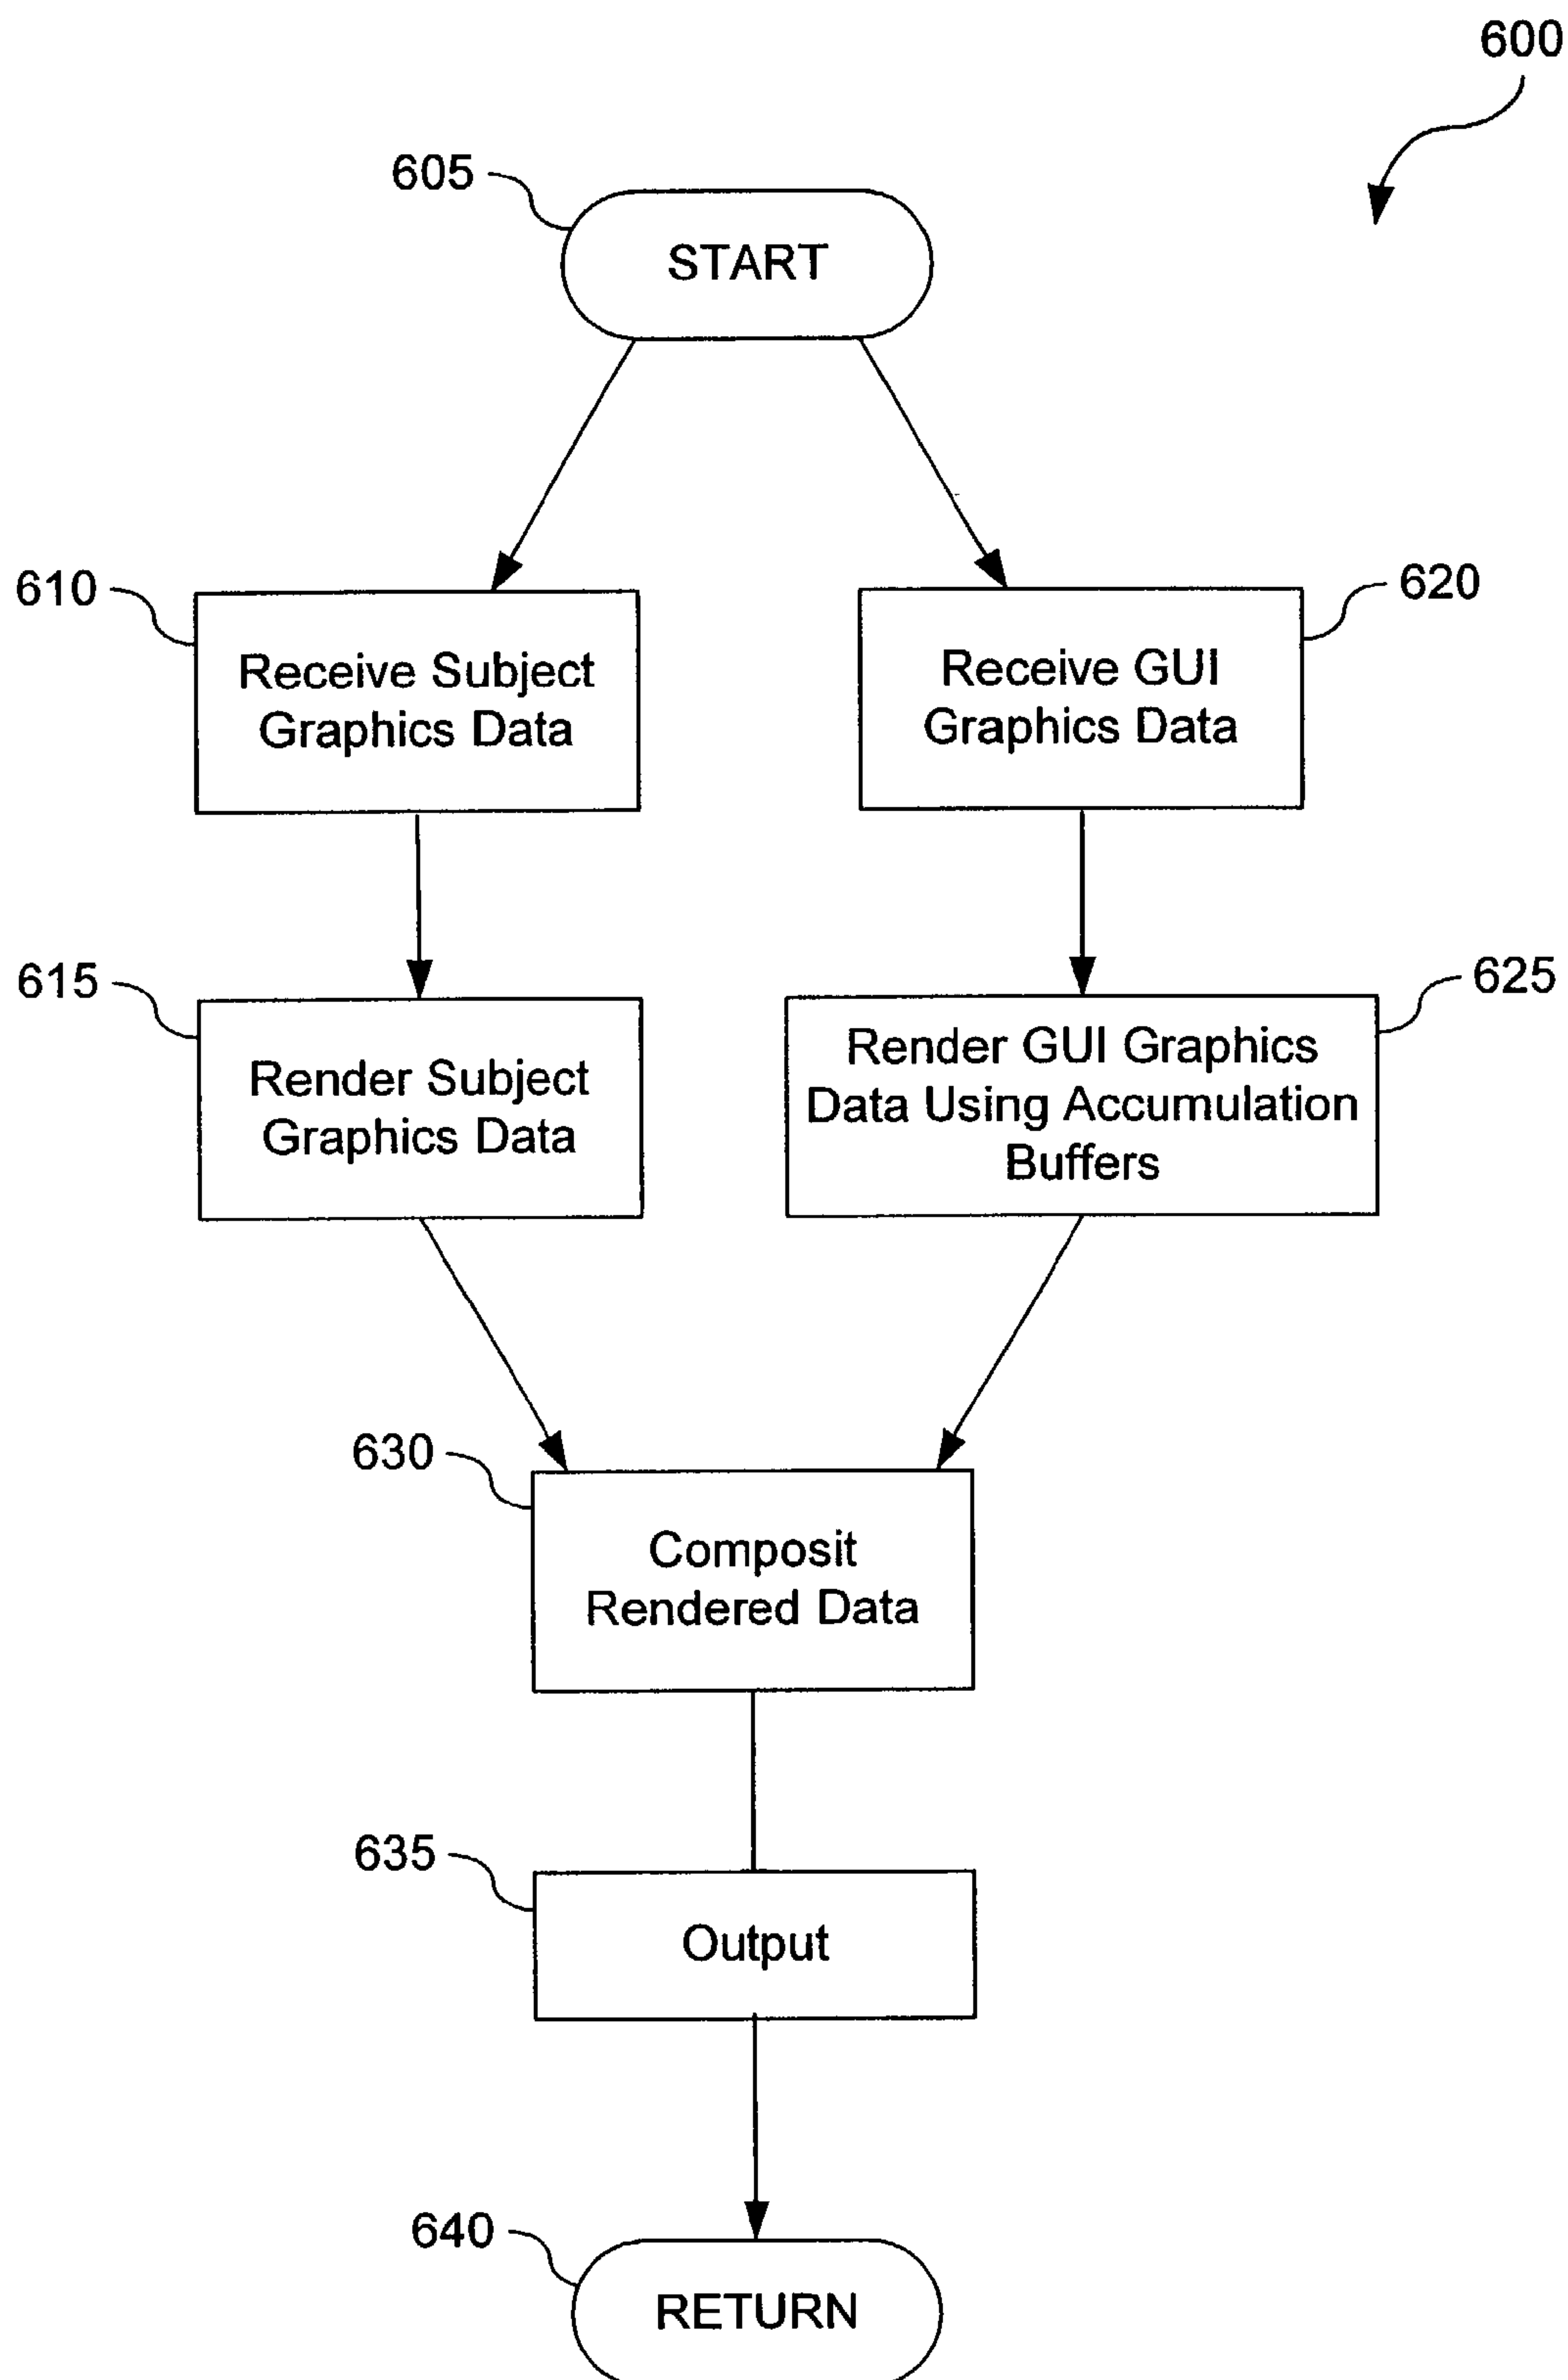 600
605
START
610
Receive Subject
Graphics Data
620
Receive GUI
Graphics Data
615
Render Subject
Graphics Data
625
Render GUI Graphics
Data Using Accumulation
Buffers
630
Composit
Rendered Data
635
Output
640
RETURN